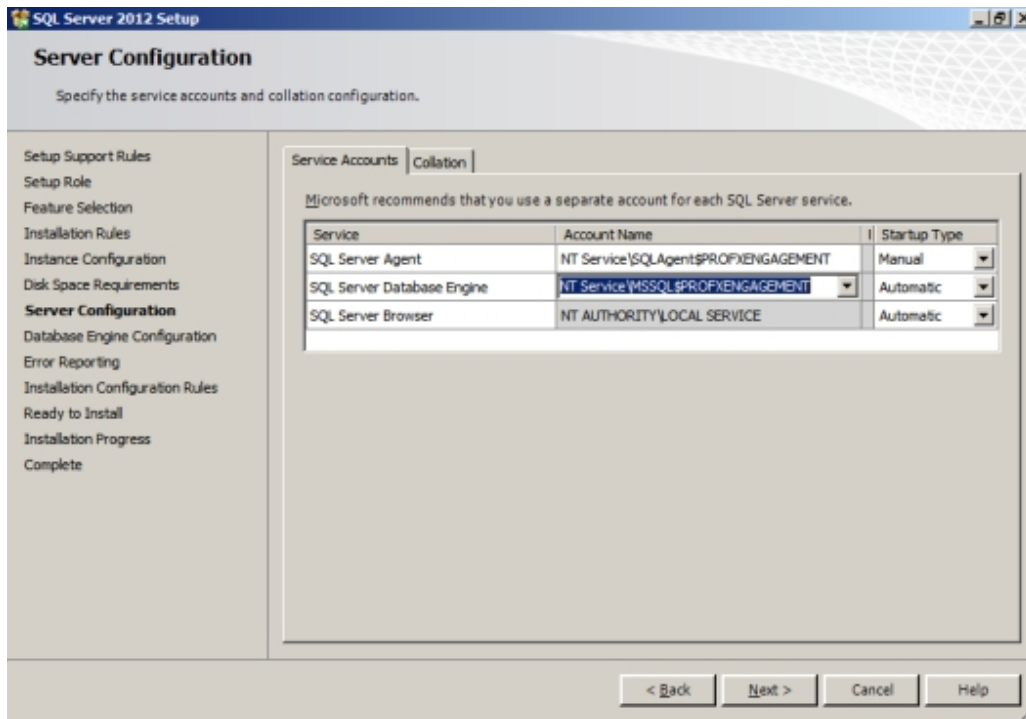 SQL Server 2012 Setup
Server Configuration
Specify the service accounts and collation configuration.
Setup Support Rules
Setup Role
Feature Selection
Installation Rules
Instance Configuration
Disk Space Requirements
Server Configuration
Database Engine Configuration
Error Reporting
Installation Configuration Rules
Ready to Install
Installation Progress
Complete
Service Accounts Collation
Microsoft recommends that you use a separate account for each SQL Server service.
Service Account Name Startup Type
SQL Server Agent NT Service\SQLAgent$PROFXENGAGEMENT Manual
SQL Server Database Engine NT Service\MSSQL$PROFXENGAGEMENT Automatic
SQL Server Browser NT AUTHORITY\LOCAL SERVICE Automatic
< Back Next > Cancel Help